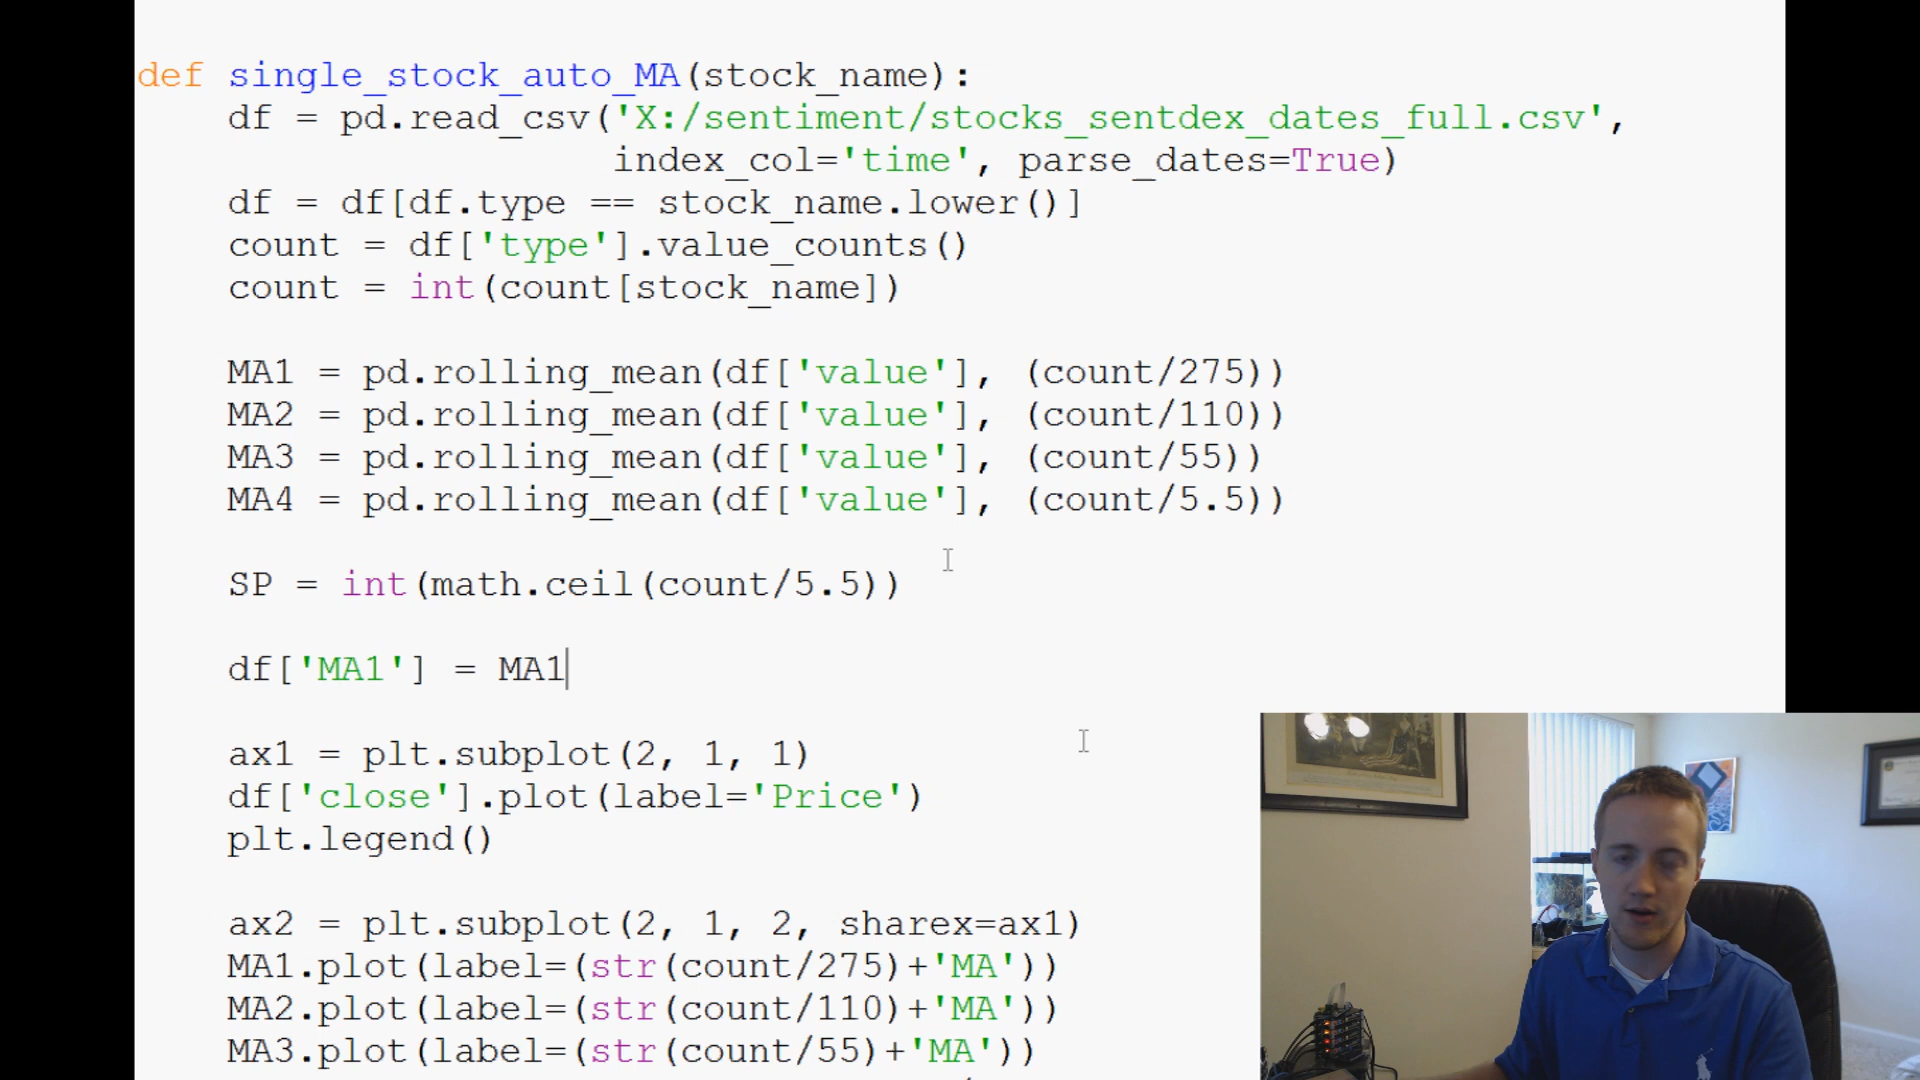 def single_stock_auto_MA(stock_name):
df = pd.read_csv('X:/sentiment/stocks_sentdex_dates_full.csv',
index_col='time', parse_dates=True)
df = df[df.type == stock_name.lower()]
count = df['type'].value_counts()
count = int(count[stock_name])
MA1 = pd.rolling_mean(df['value'], (count/275))
MA2 = pd.rolling_mean(df['value'], (count/110))
MA3 = pd.rolling_mean(df['value'], (count/55))
MA4 = pd.rolling_mean(df['value'], (count/5.5))
SP = int(math.ceil(count/5.5))
df['MA1'] = MA1
ax1 = plt.subplot(2, 1, 1)
df['close'].plot(label='Price')
plt.legend()
ax2 = plt.subplot(2, 1, 2, sharex=ax1)
MA1.plot(label=(str(count/275)+'MA'))
MA2.plot(label=(str(count/110)+'MA'))
MA3.plot(label=(str(count/55)+'MA'))